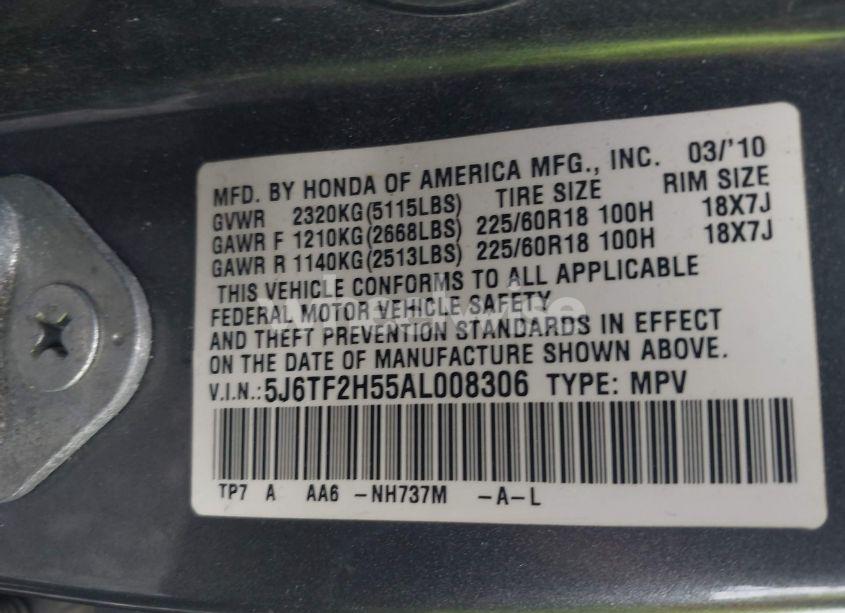 MFD. BY HONDA OF AMERICA MFG., INC. 03/'10
GVWR 2320KG(5115LBS) TIRE SIZE RIM SIZE
GAWR F 1210KG(2668LBS) 225/60R18 100H 18X7J
GAWR R 1140KG(2513LBS) 225/60R18 100H 18X7J
THIS VEHICLE CONFORMS TO ALL APPLICABLE
FEDERAL MOTOR VEHICLE SAFETY
AND THEFT PREVENTION STANDARDS IN EFFECT
ON THE DATE OF MANUFACTURE SHOWN ABOVE.
V.I.N.:5J6TF2H55AL008306 TYPE: MPV
TP7 A AA6 -NH737M -A-L